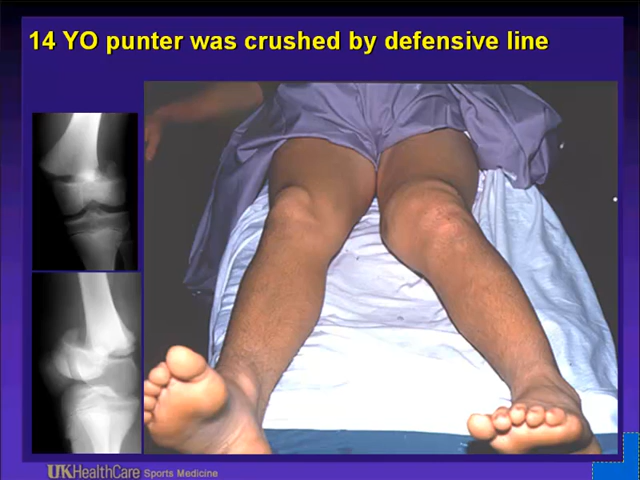 14 YO punter was crushed by defensive line
UKHealthCare Sports Medicine